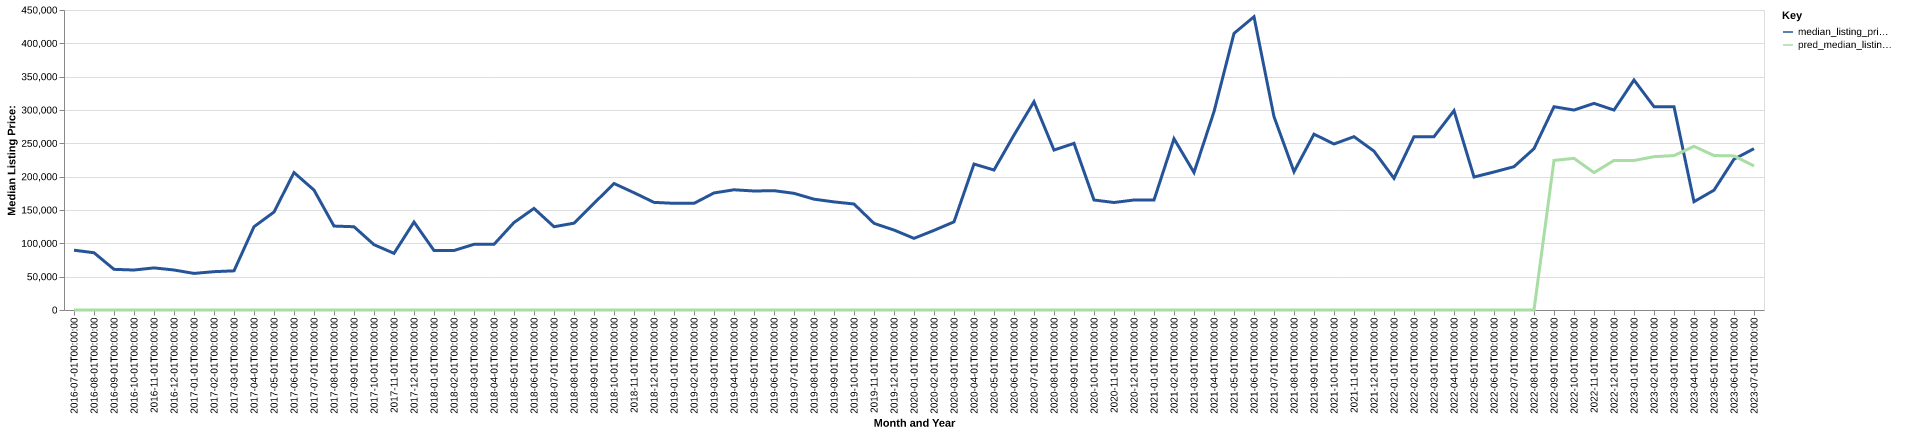 450,000
400,000
350,000
300,000
250,000
200,000
150,000
100,000
50,000
0
Median Listing Price:
2016-07-01T00:00:00
2016-08-01T00:00:00
2016-09-01T00:00:00
2016-10-01T00:00:00
2016-11-01T00:00:00
2016-12-01T00:00:00
2017-01-01T00:00:00
2017-02-01T00:00:00
2017-03-01T00:00:00
2017-04-01T00:00:00
2017-05-01T00:00:00
2017-06-01T00:00:00
2017-07-01T00:00:00
2017-08-01T00:00:00
2017-09-01T00:00:00
2017-10-01T00:00:00
2017-11-01T00:00:00
2017-12-01T00:00:00
2018-01-01T00:00:00
2018-02-01T00:00:00
2018-03-01T00:00:00
2018-04-01T00:00:00
2018-05-01T00:00:00
2018-06-01T00:00:00
2018-07-01T00:00:00
2018-08-01T00:00:00
2018-09-01T00:00:00
2018-10-01T00:00:00
2018-11-01T00:00:00
2018-12-01T00:00:00
2019-01-01T00:00:00
2019-02-01T00:00:00
2019-03-01T00:00:00
2019-04-01T00:00:00
2019-05-01T00:00:00
2019-06-01T00:00:00
2019-07-01T00:00:00
2019-08-01T00:00:00
2019-09-01T00:00:00
2019-10-01T00:00:00
2019-11-01T00:00:00
2019-12-01T00:00:00
2020-01-01T00:00:00
2020-02-01T00:00:00
2020-03-01T00:00:00
2020-04-01T00:00:00
2020-05-01T00:00:00
2020-06-01T00:00:00
2020-07-01T00:00:00
2020-08-01T00:00:00
2020-09-01T00:00:00
2020-10-01T00:00:00
2020-11-01T00:00:00
2020-12-01T00:00:00
2021-01-01T00:00:00
2021-02-01T00:00:00
2021-03-01T00:00:00
2021-04-01T00:00:00
2021-05-01T00:00:00
2021-06-01T00:00:00
2021-07-01T00:00:00
2021-08-01T00:00:00
2021-09-01T00:00:00
2021-10-01T00:00:00
2021-11-01T00:00:00
2021-12-01T00:00:00
2022-01-01T00:00:00
2022-02-01T00:00:00
2022-03-01T00:00:00
2022-04-01T00:00:00
2022-05-01T00:00:00
2022-06-01T00:00:00
2022-07-01T00:00:00
2022-08-01T00:00:00
2022-09-01T00:00:00
2022-10-01T00:00:00
2022-11-01T00:00:00
2022-12-01T00:00:00
2023-01-01T00:00:00
2023-02-01T00:00:00
2023-03-01T00:00:00
2023-04-01T00:00:00
2023-05-01T00:00:00
2023-06-01T00:00:00
2023-07-01T00:00:00
Month and Year
Key
median_listing_pri…
pred_median_listin…